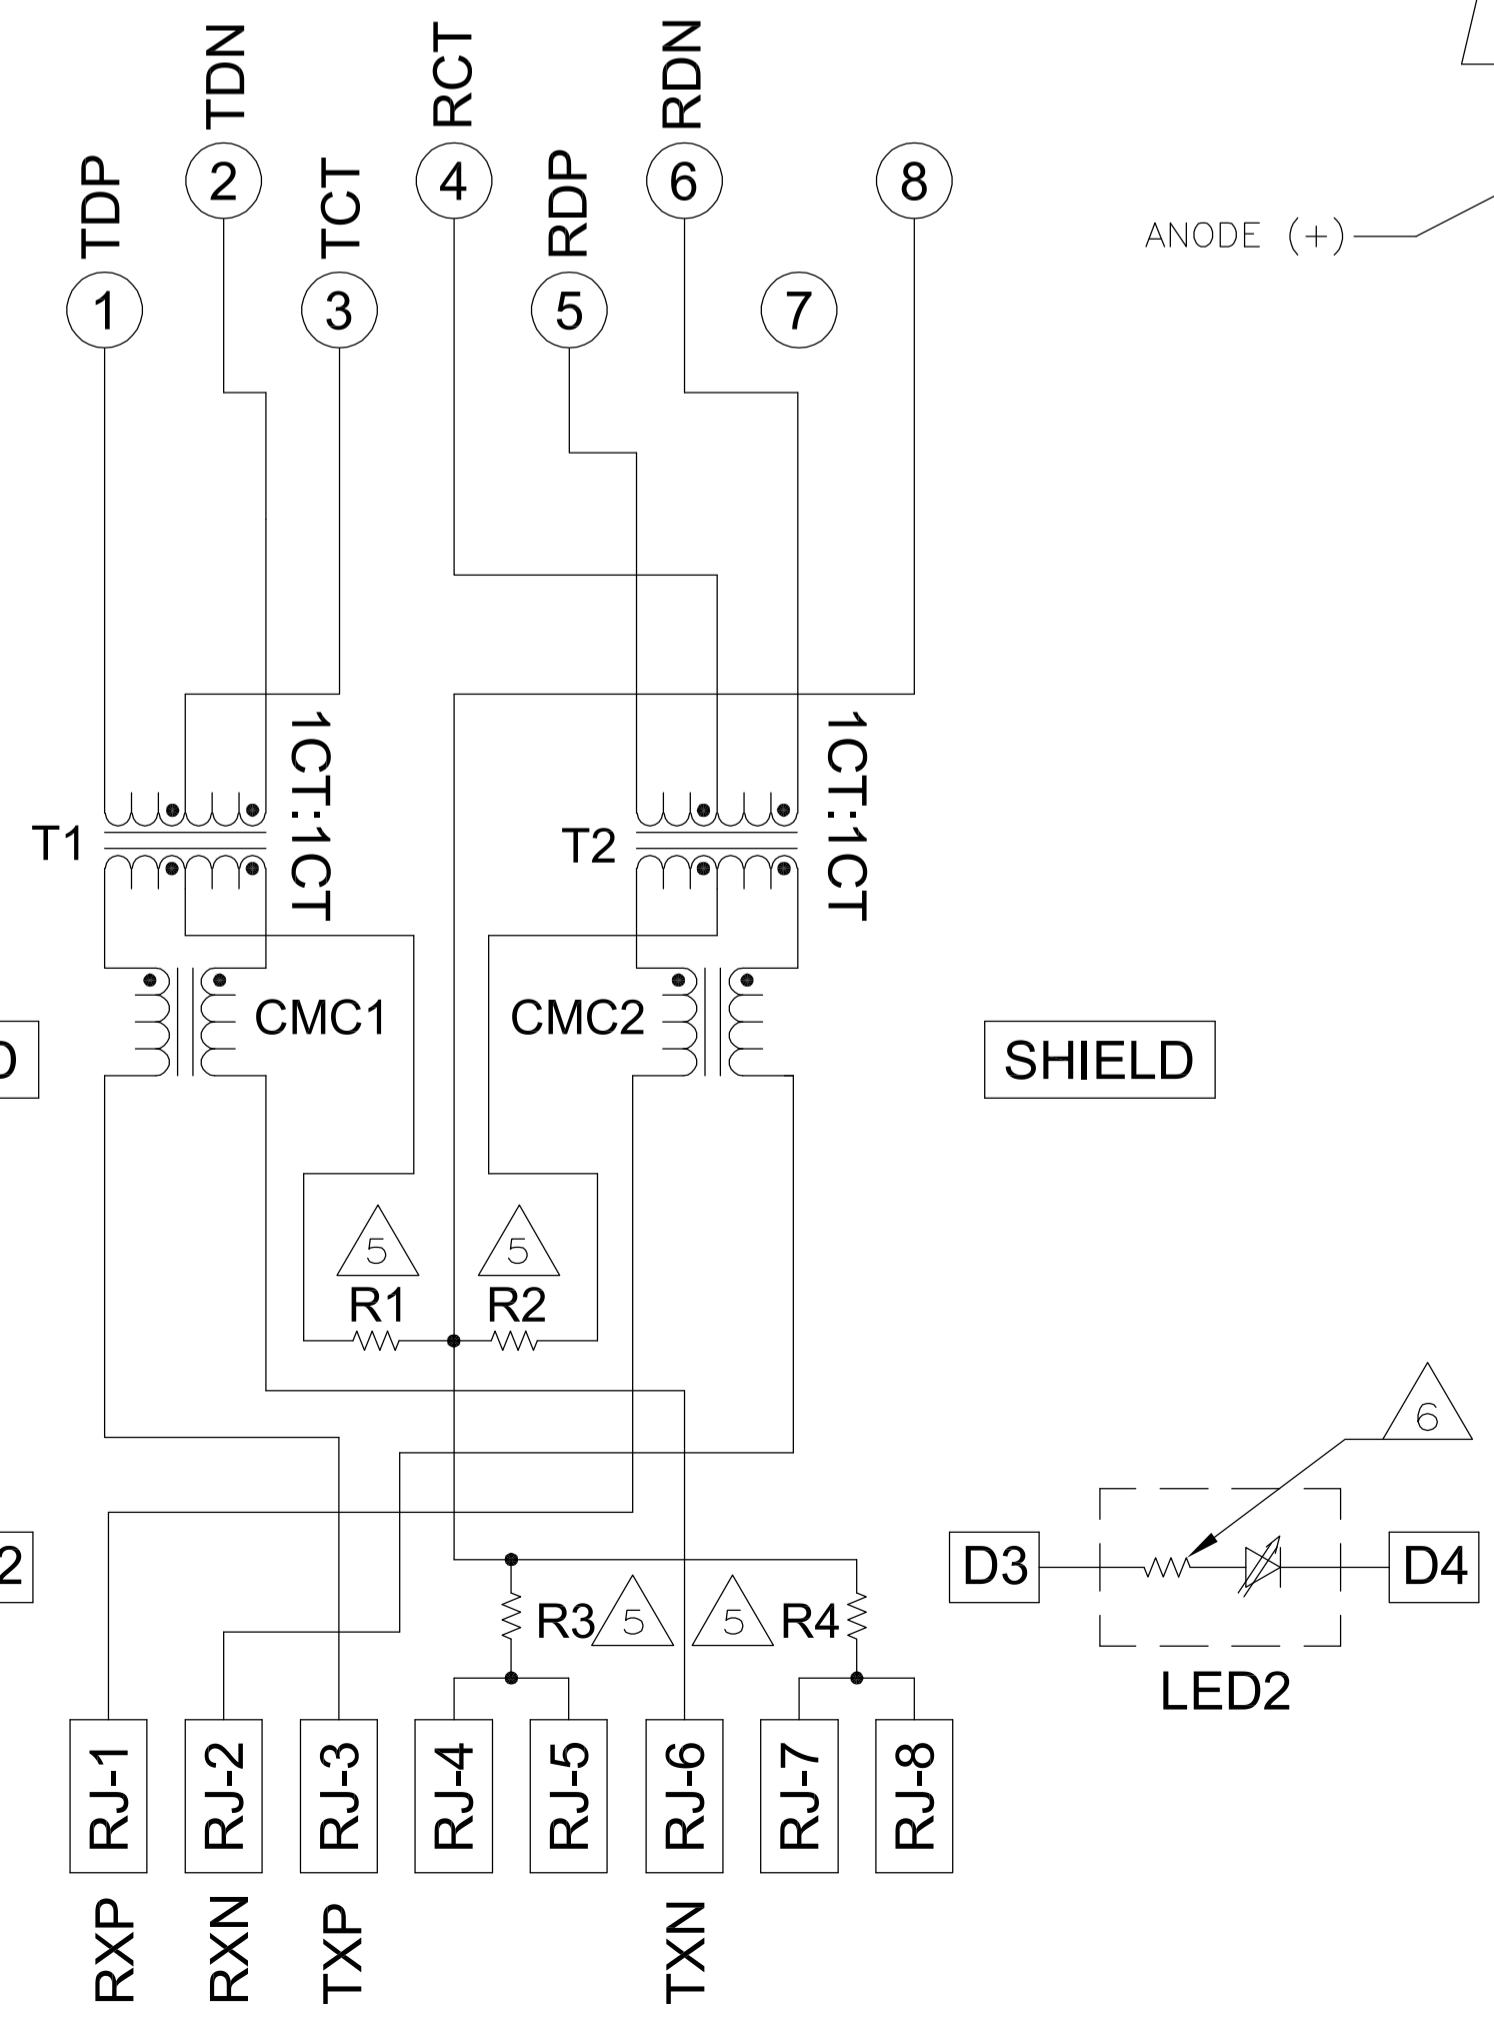 TDN
RCT
RDN
TDP
TCT
RDP
2
4
6
8
1
3
5
7
ANODE (+)
1CT:1CT
1CT:1CT
T1
T2
CMC1
CMC2
D
SHIELD
5
5
R1
R2
6
2
D3
D4
R3
5
5
R4
LED2
RJ-1
RJ-2
RJ-3
RJ-4
RJ-5
RJ-6
RJ-7
RJ-8
RXP
RXN
TXP
TXN